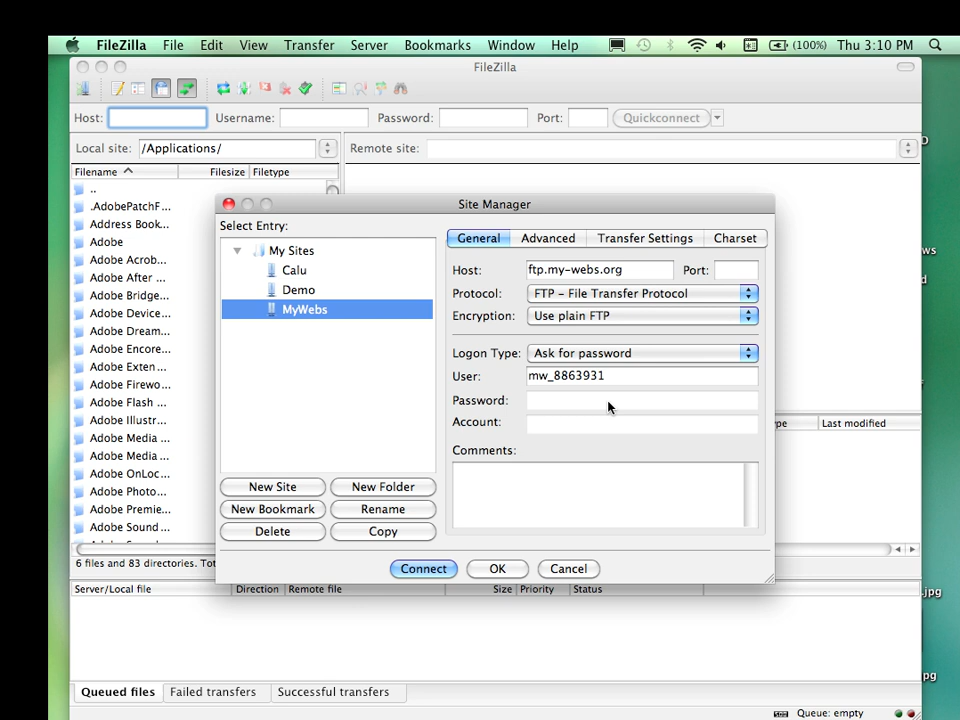 FileZilla File Edit View Transfer Server Bookmarks Window Help (100%) Thu 3:10 PM
FileZilla
Host: Username: Password: Port: Quickconnect
Local site: /Applications/ Remote site:
Filename Filesize Filetype
..
.AdobePatchF...
Address Book...
Adobe
Adobe Acrob...
Adobe After ...
Adobe Bridge...
Adobe Device...
Adobe Dream...
Adobe Encore...
Adobe Exten ...
Adobe Firewo...
Adobe Flash ...
Adobe Illustr...
Adobe Media ...
Adobe Media ...
Adobe OnLoc...
Adobe Photo...
Adobe Premie...
Adobe Sound ...
6 files and 83 directories. Tot
Site Manager
Select Entry:
My Sites
Calu
Demo
MyWebs
New Site New Folder
New Bookmark Rename
Delete Copy
General Advanced Transfer Settings Charset
Host: ftp.my-webs.org Port:
Protocol: FTP - File Transfer Protocol
Encryption: Use plain FTP
Logon Type: Ask for password
User: mw_8863931
Password:
Account:
Comments:
Connect OK Cancel
ype Last modified
ws
d
.jpg
pg
Server/Local file Direction Remote file Size Priority Status
Queued files Failed transfers Successful transfers
Queue: empty